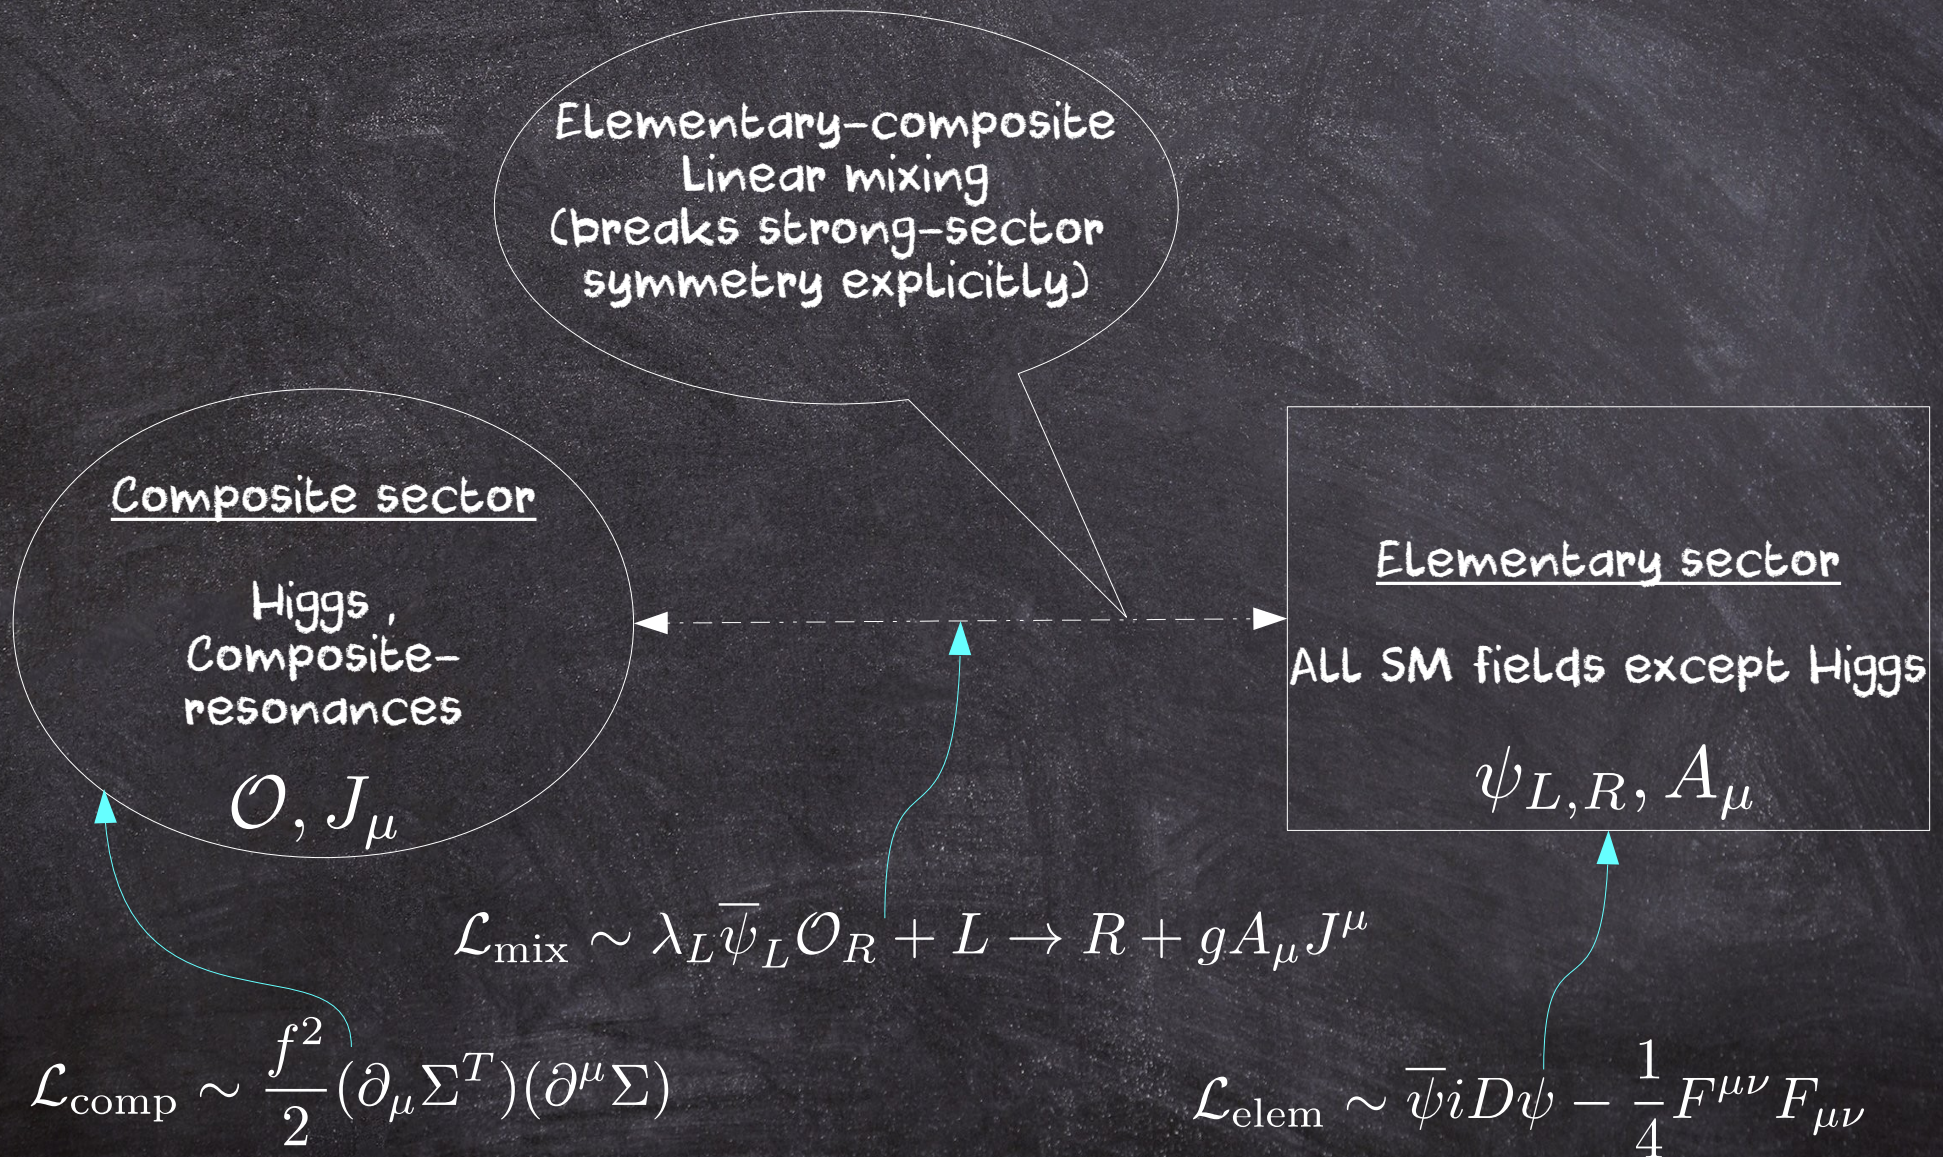 Elementary-composite
Linear mixing
(breaks strong-sector
symmetry explicitly)
Composite sector
Higgs ,
Composite-
resonances
𝒪, J_μ
Elementary sector
All SM fields except Higgs
ψ_{L,R}, A_μ
ℒ_mix ∼ λ_L ψ̄_L 𝒪_R + L → R + gA_μ J^μ
ℒ_comp ∼ f²/2 (∂_μ Σ^T)(∂^μ Σ)
ℒ_elem ∼ ψ̄iDψ − 1/4 F^{μν} F_{μν}